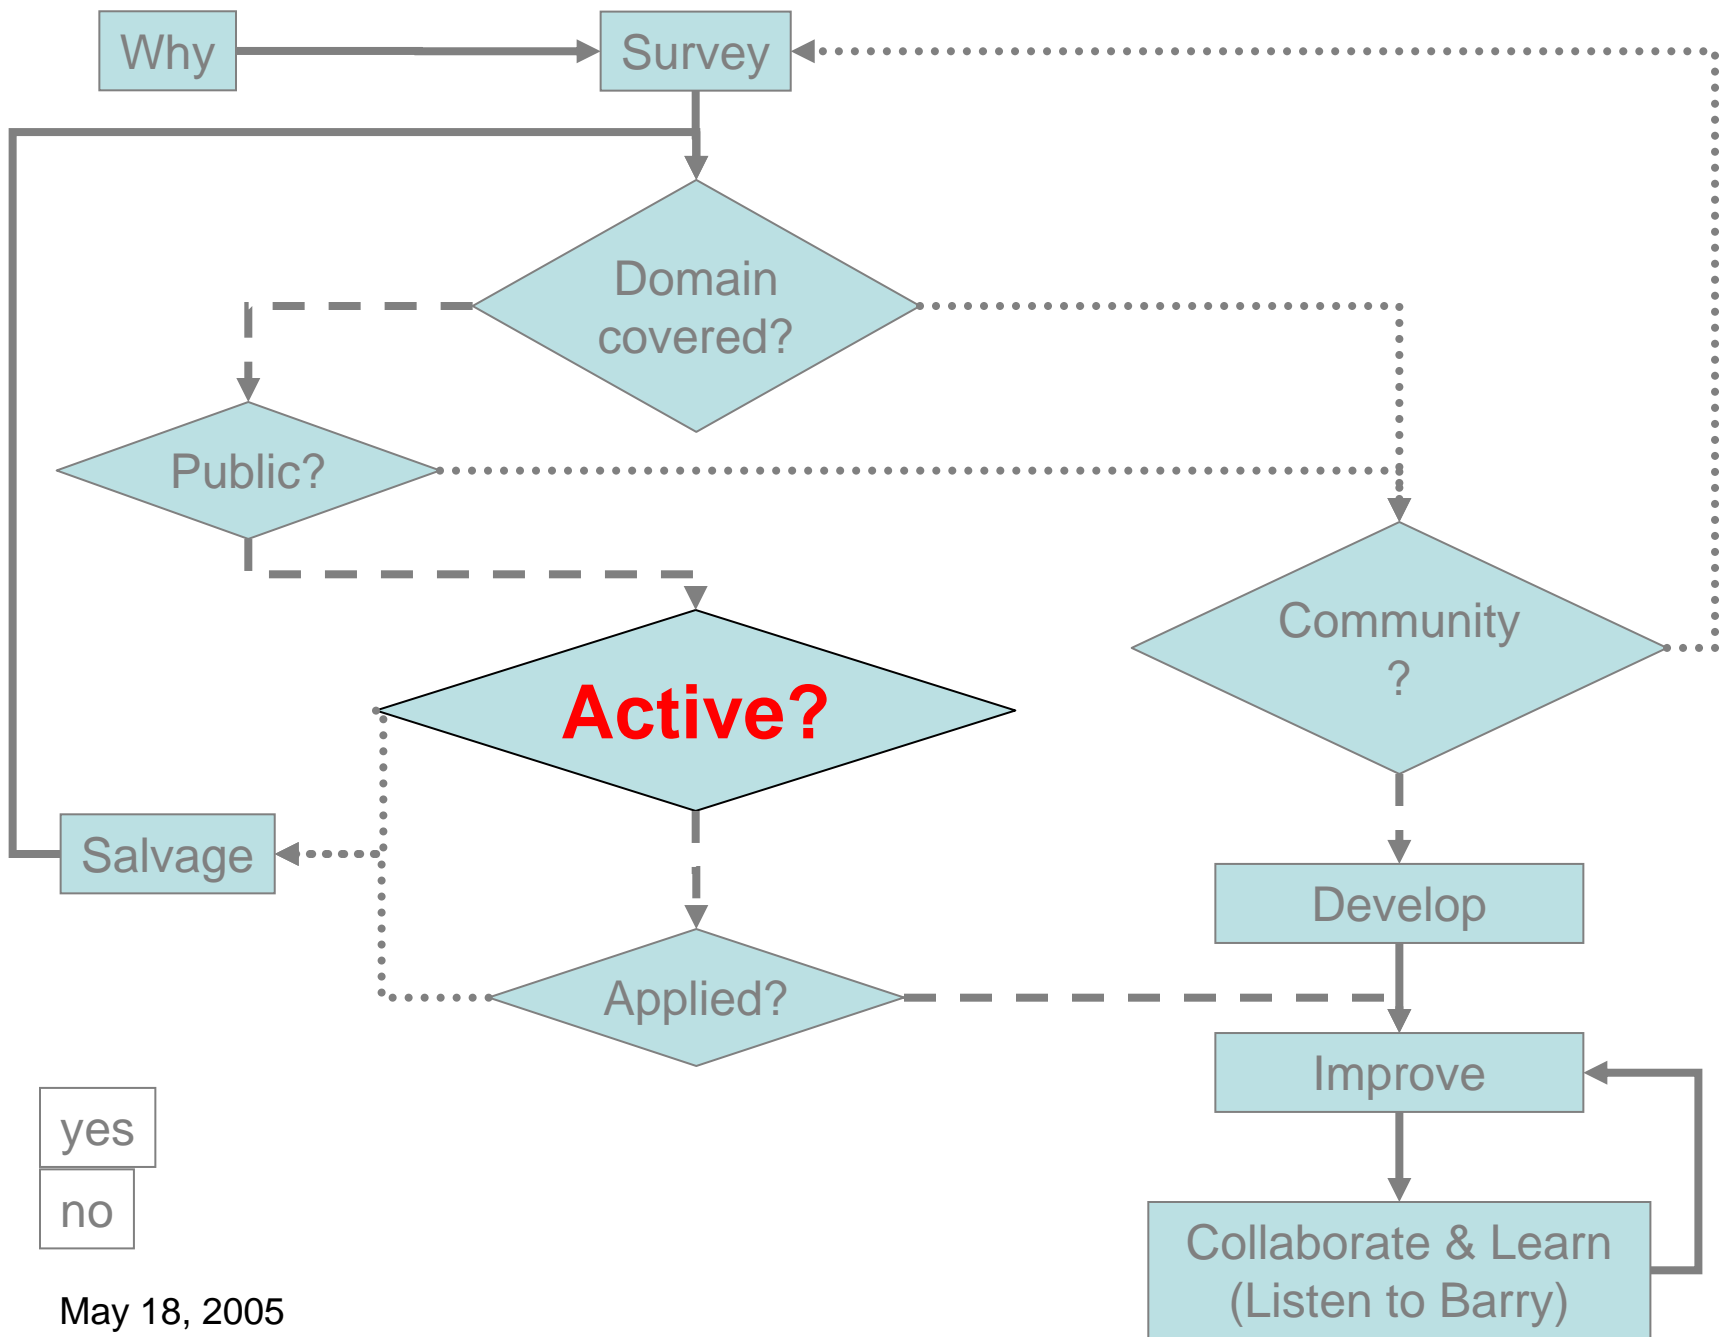 Why
Survey
Domain
covered?
Public?
Community
?
Active?
Salvage
Develop
Applied?
Improve
yes
no
Collaborate & Learn
(Listen to Barry)
May 18, 2005